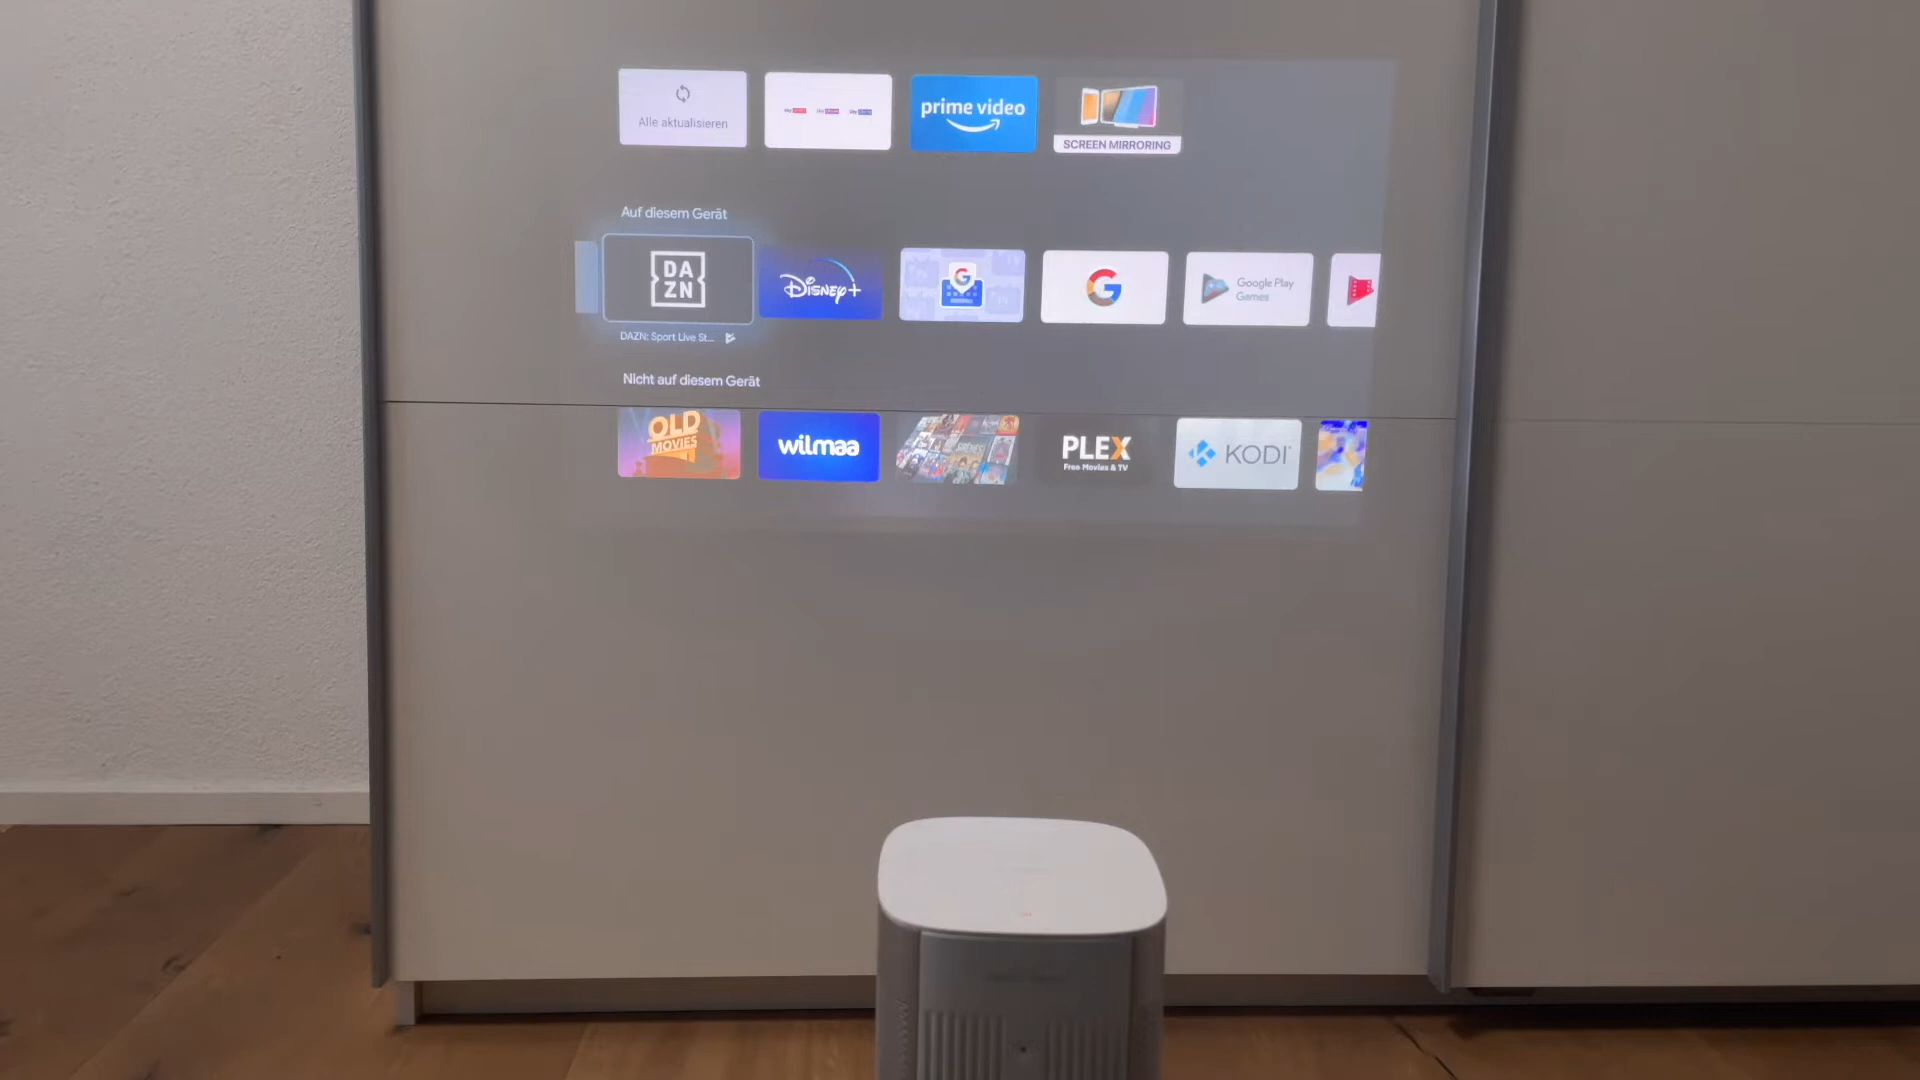 Alle aktualisieren
prime video
SCREEN MIRRORING
Auf diesem Gerät
DA
ZN
Disney+
G
G
Google Play
Games
DAZN: Sport Live St...
Nicht auf diesem Gerät
OLD
MOVIES
wilmaa
PLEX
Free Movies & TV
KODI